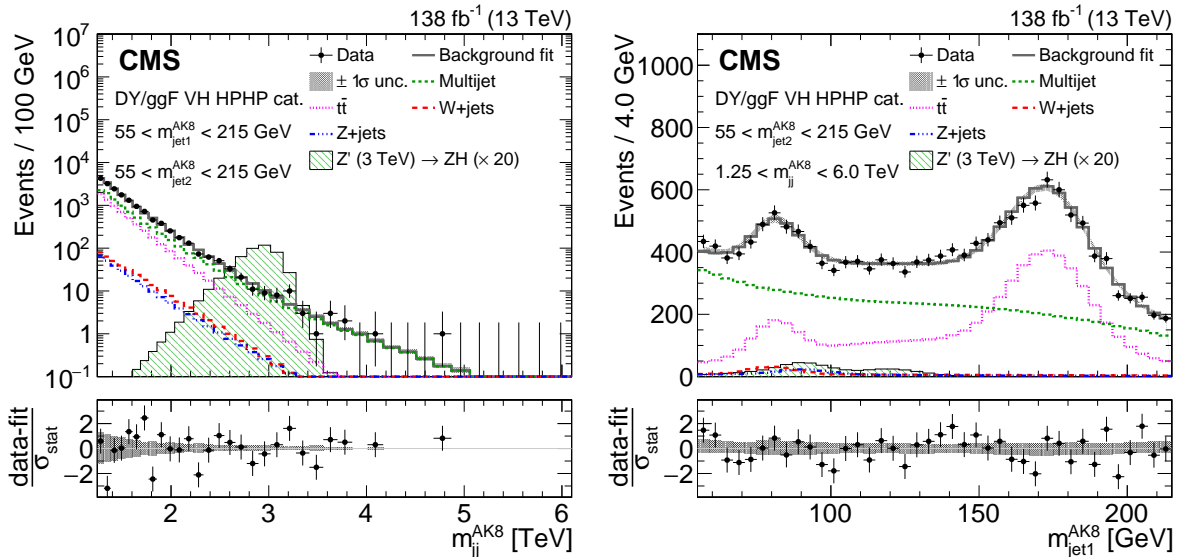 138 fb⁻¹ (13 TeV)
CMS
Data
Background fit
± 1σ unc.
Multijet
tt̄
W+jets
Z+jets
Z' (3 TeV) → ZH (× 20)
DY/ggF VH HPHP cat.
55 < m_jet1^AK8 < 215 GeV
55 < m_jet2^AK8 < 215 GeV
Events / 100 GeV
10⁷
10⁶
10⁵
10⁴
10³
10²
10
1
10⁻¹
data-fit
σ_stat
2
0
−2
2 3 4 5 6
m_jj^AK8 [TeV]
138 fb⁻¹ (13 TeV)
CMS
Data
Background fit
± 1σ unc.
Multijet
tt̄
W+jets
Z+jets
Z' (3 TeV) → ZH (× 20)
DY/ggF VH HPHP cat.
55 < m_jet2^AK8 < 215 GeV
1.25 < m_jj^AK8 < 6.0 TeV
Events / 4.0 GeV
1000
800
600
400
200
0
data-fit
σ_stat
2
0
−2
100 150 200
m_jet1^AK8 [GeV]